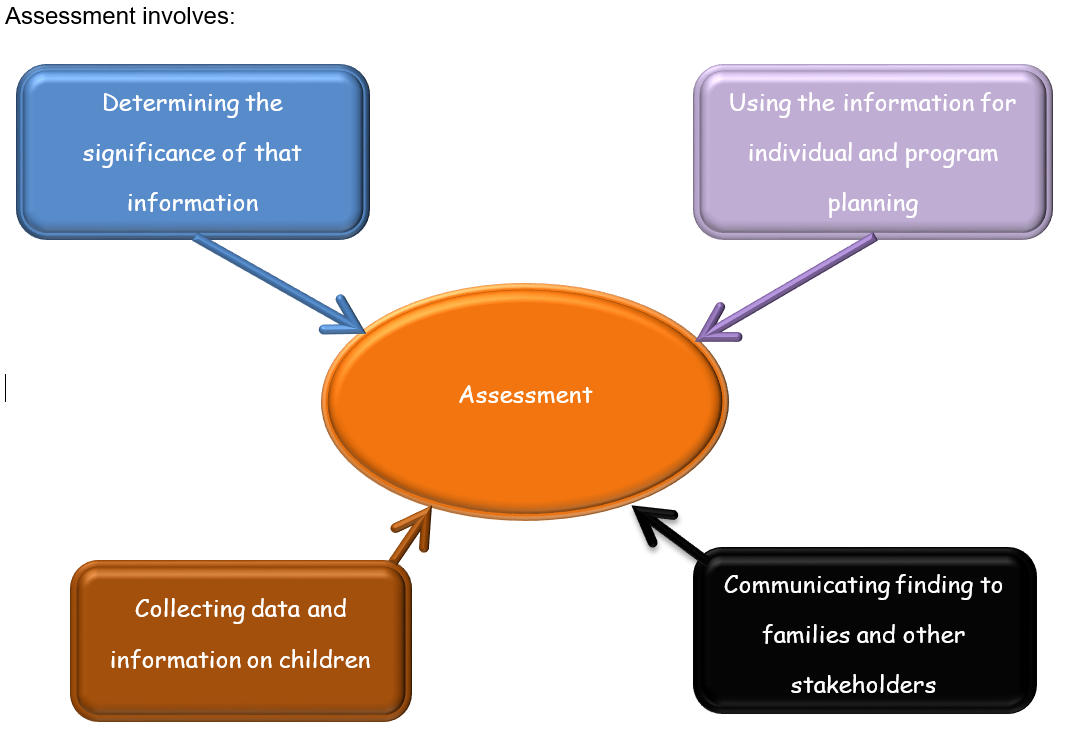 Assessment involves:
Determining the
significance of that
information
Using the information for
individual and program
planning
Assessment
Collecting data and
information on children
Communicating finding to
families and other
stakeholders